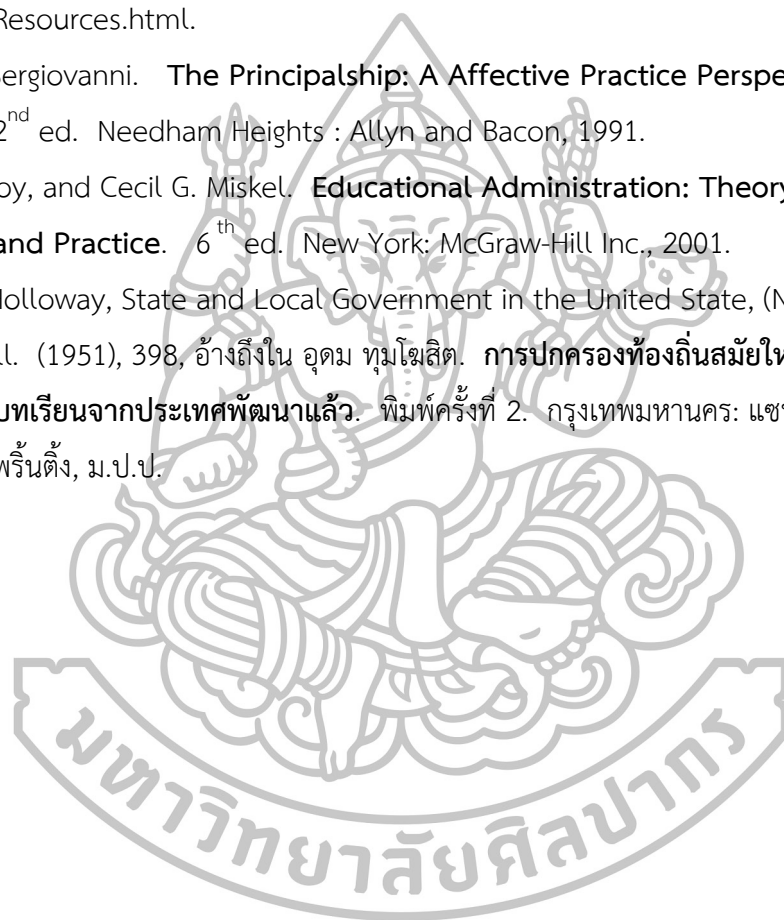 Resources.html.
Sergiovanni. The Principalship: A Affective Practice Perspe
2nd ed. Needham Heights : Allyn and Bacon, 1991.
oy, and Cecil G. Miskel. Educational Administration: Theory
and Practice. 6 th ed. New York: McGraw-Hill Inc., 2001.
Holloway, State and Local Government in the United State, (N
ll. (1951), 398, อ้างถึงใน อุดม ทุมโฆสิต. การปกครองท้องถิ่นสมัยให
บทเรียนจากประเทศพัฒนาแล้ว. พิมพ์ครั้งที่ 2. กรุงเทพมหานคร: แซท
พริ้นติ้ง, ม.ป.ป.
มหาวิทยาลัยศิลปากร